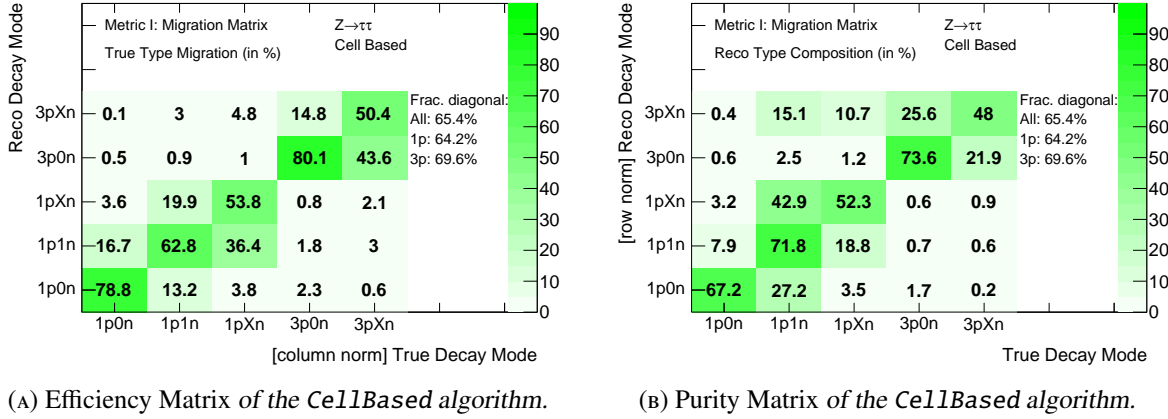 Metric I: Migration Matrix
Z→ττ
True Type Migration (in %)
Cell Based
Reco Decay Mode
3pXn 0.1 3 4.8 14.8 50.4
3p0n 0.5 0.9 1 80.1 43.6
1pXn 3.6 19.9 53.8 0.8 2.1
1p1n 16.7 62.8 36.4 1.8 3
1p0n 78.8 13.2 3.8 2.3 0.6
Frac. diagonal:
All: 65.4%
1p: 64.2%
3p: 69.6%
1p0n 1p1n 1pXn 3p0n 3pXn
[column norm] True Decay Mode
90
80
70
60
50
40
30
20
10
0
(A) Efficiency Matrix of the CellBased algorithm.
Metric I: Migration Matrix
Z→ττ
Reco Type Composition (in %)
Cell Based
[row norm] Reco Decay Mode
3pXn 0.4 15.1 10.7 25.6 48
3p0n 0.6 2.5 1.2 73.6 21.9
1pXn 3.2 42.9 52.3 0.6 0.9
1p1n 7.9 71.8 18.8 0.7 0.6
1p0n 67.2 27.2 3.5 1.7 0.2
Frac. diagonal:
All: 65.4%
1p: 64.2%
3p: 69.6%
1p0n 1p1n 1pXn 3p0n 3pXn
True Decay Mode
90
80
70
60
50
40
30
20
10
0
(B) Purity Matrix of the CellBased algorithm.